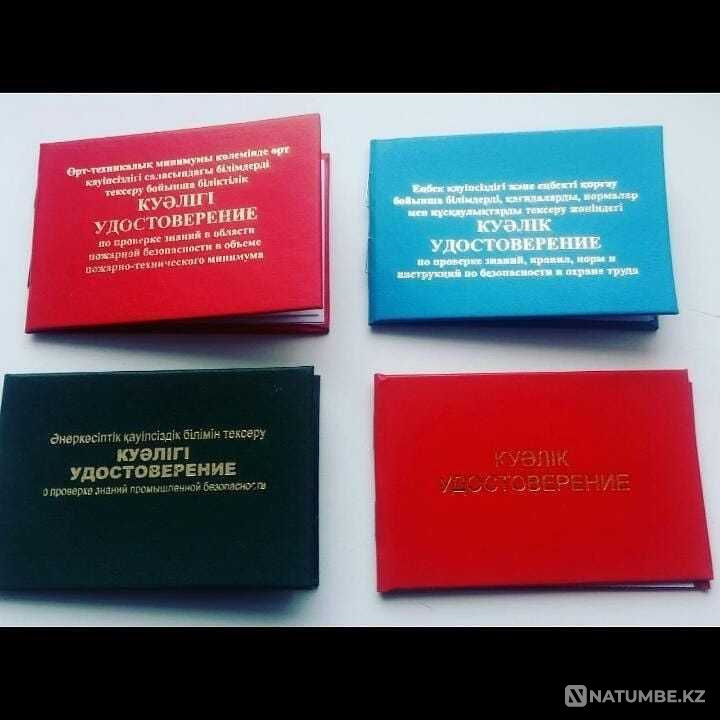 Өрт-техникалық минимумы көлемінде өрт
қауіпсіздігі саласындағы білімдерді
тексеру бойынша біліктілік
КУӘЛІГІ
УДОСТОВЕРЕНИЕ
по проверке знаний в области
пожарной безопасности в объеме
пожарно-технического минимума
Еңбек қауіпсіздігі және еңбекті қорғау
бойынша білімдерді, қағидаларды, нормалар
мен нұсқаулықтарды тексеру жөніндегі
КУӘЛІК
УДОСТОВЕРЕНИЕ
по проверке знаний, правил, норм и
инструкций по безопасности и охране труда
Өнеркәсіптік қауіпсіздік білімін тексеру
КУӘЛІГІ
УДОСТОВЕРЕНИЕ
о проверке знаний промышленной безопасности
КУӘЛІК
УДОСТОВЕРЕНИЕ
NATUMBE.KZ